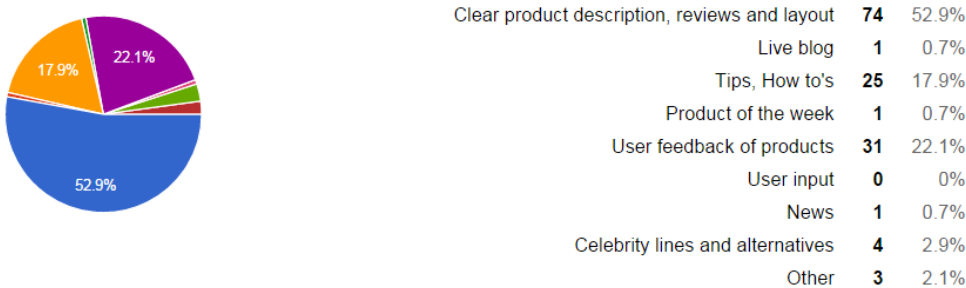 22.1%
17.9%
52.9%
Clear product description, reviews and layout 74 52.9%
Live blog 1 0.7%
Tips, How to's 25 17.9%
Product of the week 1 0.7%
User feedback of products 31 22.1%
User input 0 0%
News 1 0.7%
Celebrity lines and alternatives 4 2.9%
Other 3 2.1%